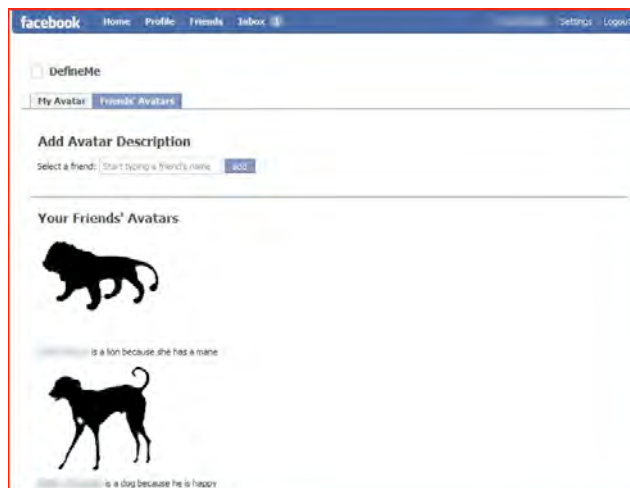 facebook Home Profile Friends Inbox 1 Settings Logout
DefineMe
My Avatar Friends' Avatars
Add Avatar Description
Select a friend: Start typing a friend's name add
Your Friends' Avatars
is a lion because she has a mane
is a dog because he is happy